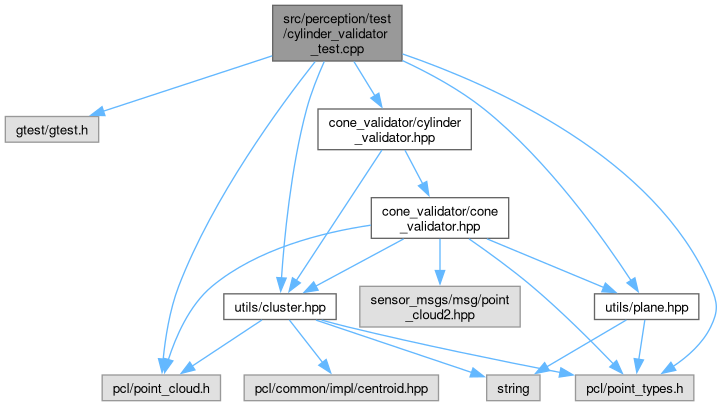 src/perception/test
/cylinder_validator
_test.cpp
gtest/gtest.h
cone_validator/cylinder
_validator.hpp
cone_validator/cone
_validator.hpp
utils/cluster.hpp
sensor_msgs/msg/point
_cloud2.hpp
utils/plane.hpp
pcl/point_cloud.h
pcl/common/impl/centroid.hpp
string
pcl/point_types.h